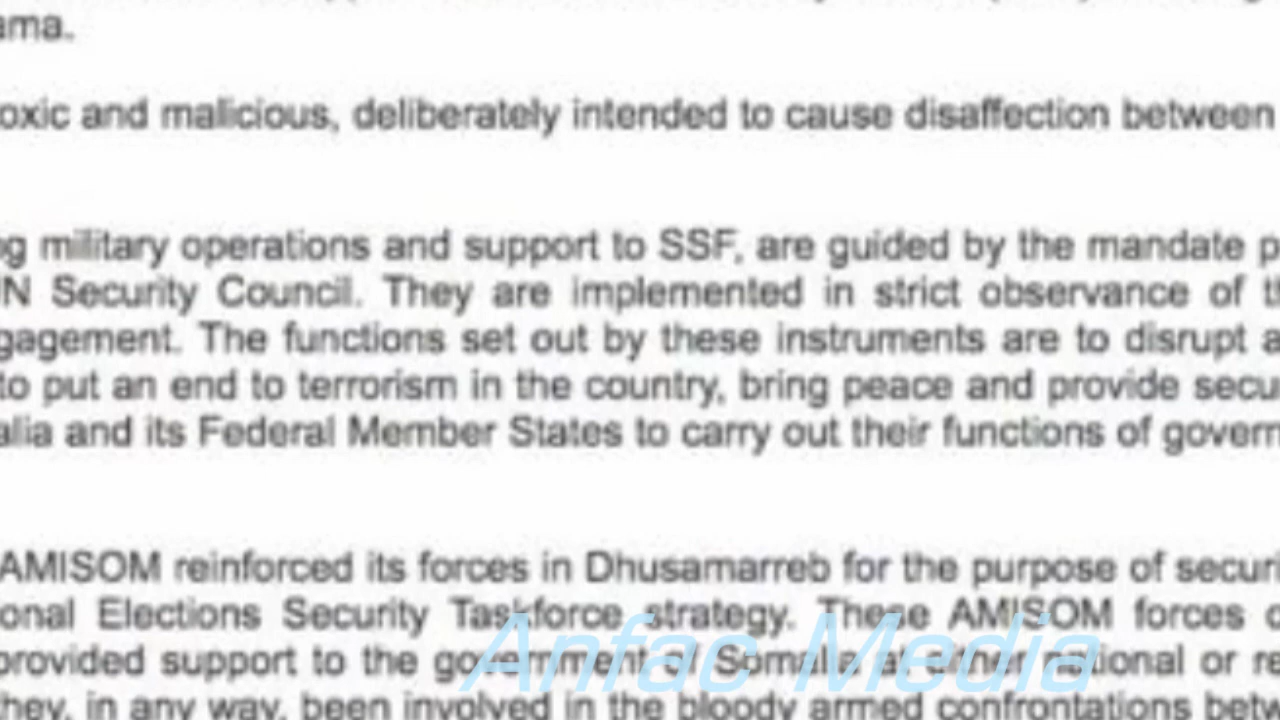 ama.
oxic and malicious, deliberately intended to cause disaffection between
ng military operations and support to SSF, are guided by the mandate p
N Security Council. They are implemented in strict observance of th
gagement. The functions set out by these instruments are to disrupt a
to put an end to terrorism in the country, bring peace and provide secu
alia and its Federal Member States to carry out their functions of govern
AMISOM reinforced its forces in Dhusamarreb for the purpose of securi
onal Elections Security Taskforce strategy. These AMISOM forces
provided support to the government of Somalia at either national or re
hey, in any way, been involved in the bloody armed confrontations betw
Anfac Media